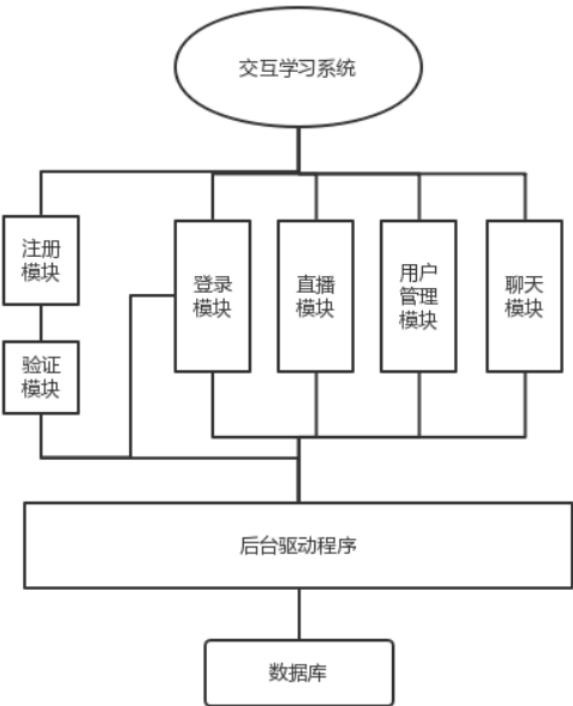 交互学习系统
注册
模块
验证
模块
登录
模块
直播
模块
用户
管理
模块
聊天
模块
后台驱动程序
数据库